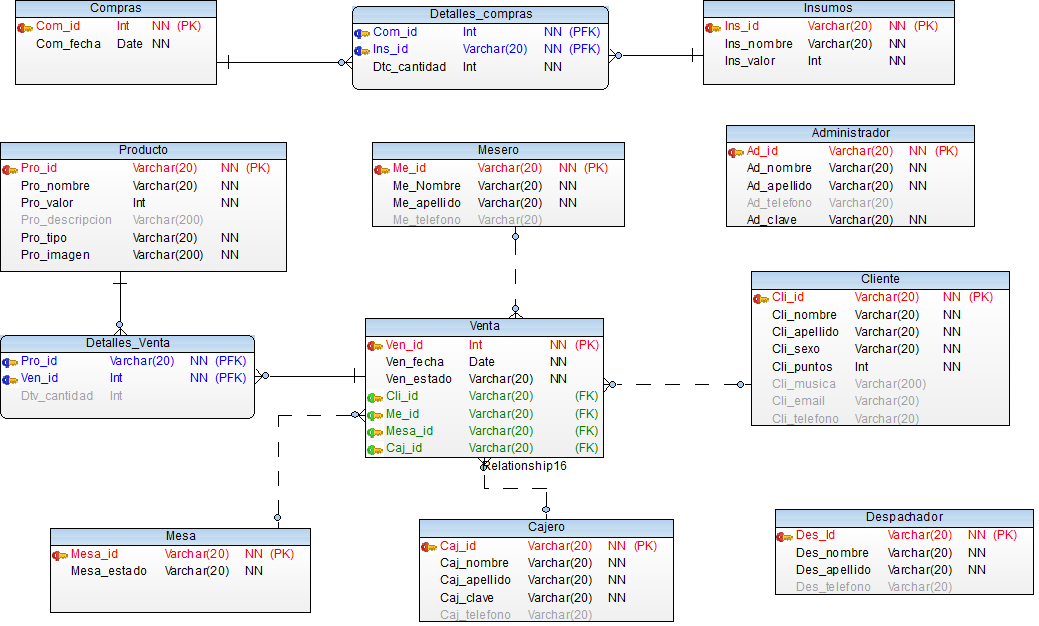 Compras
Com_id Int NN (PK)
Com_fecha Date NN
Detalles_compras
Com_id Int NN (PFK)
Ins_id Varchar(20) NN (PFK)
Dtc_cantidad Int NN
Insumos
Ins_id Varchar(20) NN (PK)
Ins_nombre Varchar(20) NN
Ins_valor Int NN
Producto
Pro_id Varchar(20) NN (PK)
Pro_nombre Varchar(20) NN
Pro_valor Int NN
Pro_descripcion Varchar(200)
Pro_tipo Varchar(20) NN
Pro_imagen Varchar(200) NN
Mesero
Me_id Varchar(20) NN (PK)
Me_Nombre Varchar(20) NN
Me_apellido Varchar(20) NN
Me_telefono Varchar(20)
Administrador
Ad_id Varchar(20) NN (PK)
Ad_nombre Varchar(20) NN
Ad_apellido Varchar(20) NN
Ad_telefono Varchar(20)
Ad_clave Varchar(20) NN
Detalles_Venta
Pro_id Varchar(20) NN (PFK)
Ven_id Int NN (PFK)
Dtv_cantidad Int
Venta
Ven_id Int NN (PK)
Ven_fecha Date NN
Ven_estado Varchar(20) NN
Cli_id Varchar(20) (FK)
Me_id Varchar(20) (FK)
Mesa_id Varchar(20) (FK)
Caj_id Varchar(20) (FK)
Relationship16
Cliente
Cli_id Varchar(20) NN (PK)
Cli_nombre Varchar(20) NN
Cli_apellido Varchar(20) NN
Cli_sexo Varchar(20) NN
Cli_puntos Int NN
Cli_musica Varchar(200)
Cli_email Varchar(20)
Cli_telefono Varchar(20)
Mesa
Mesa_id Varchar(20) NN (PK)
Mesa_estado Varchar(20) NN
Cajero
Caj_id Varchar(20) NN (PK)
Caj_nombre Varchar(20) NN
Caj_apellido Varchar(20) NN
Caj_clave Varchar(20) NN
Caj_telefono Varchar(20)
Despachador
Des_Id Varchar(20) NN (PK)
Des_nombre Varchar(20) NN
Des_apellido Varchar(20) NN
Des_telefono Varchar(20)